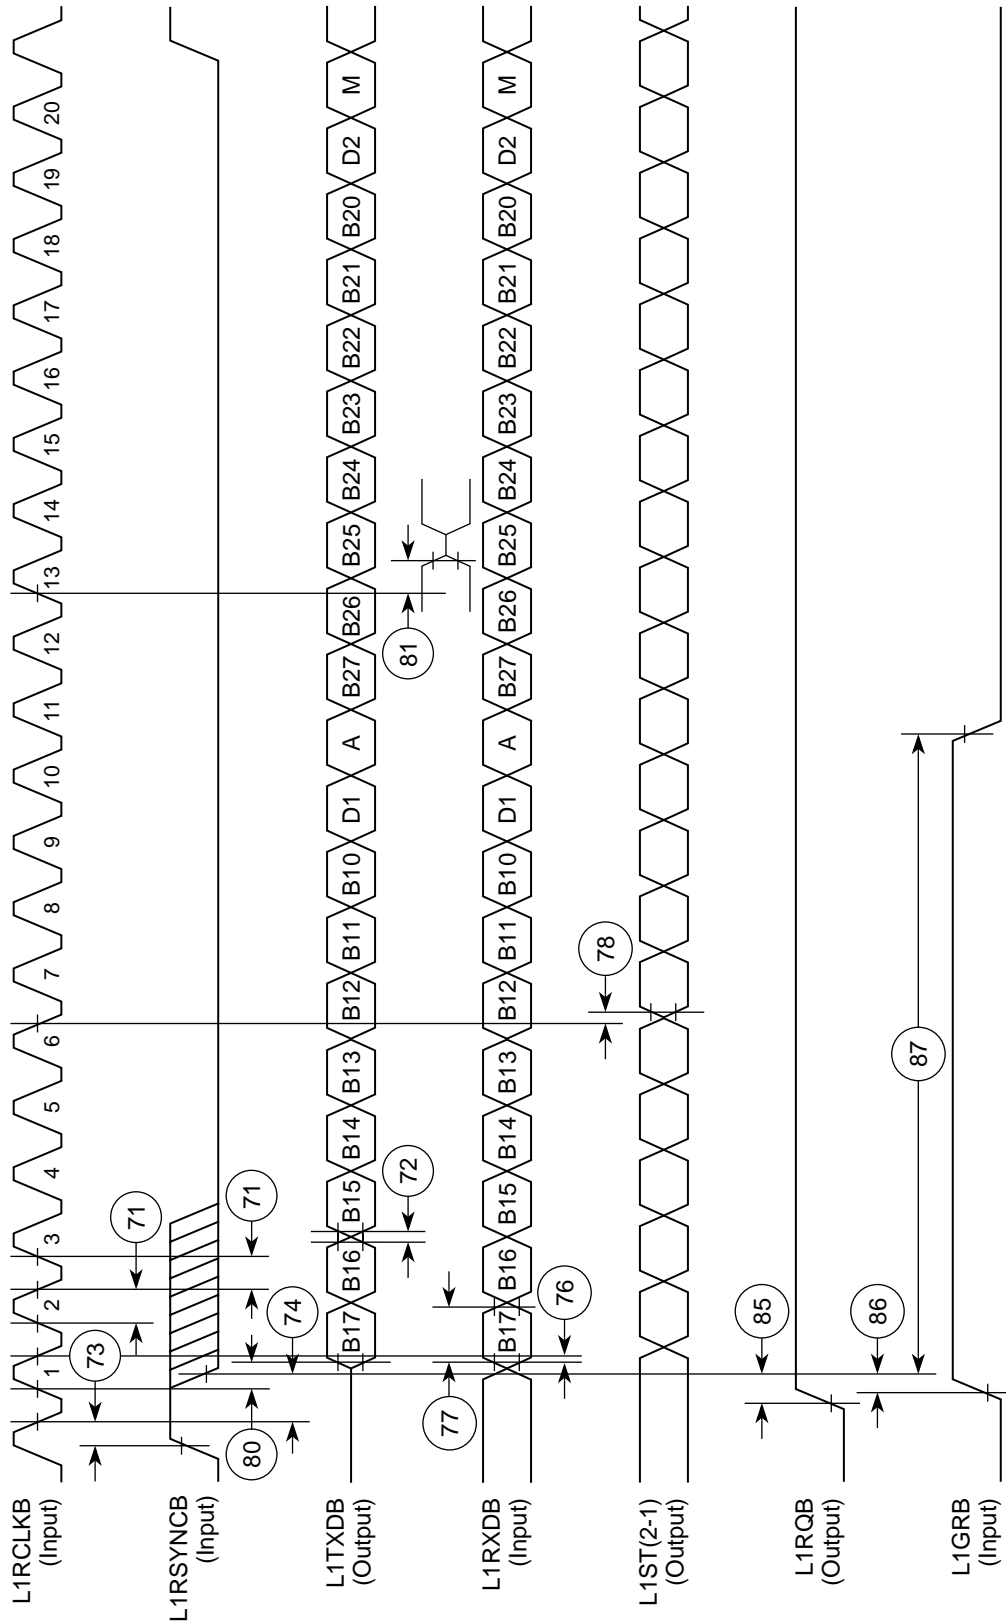 L1RCLKB
(Input)
1 2 3 4 5 6 7 8 9 10 11 12 13 14 15 16 17 18 19 20
73
71
L1RSYNCB
(Input)
71
80
74
L1TXDB
(Output)
B17 B16 B15 B14 B13 B12 B11 B10 D1 A B27 B26 B25 B24 B23 B22 B21 B20 D2 M
72
81
77
L1RXDB
(Input)
B17 B16 B15 B14 B13 B12 B11 B10 D1 A B27 B26 B25 B24 B23 B22 B21 B20 D2 M
76
78
L1ST(2-1)
(Output)
85
L1RQB
(Output)
86
87
L1GRB
(Input)